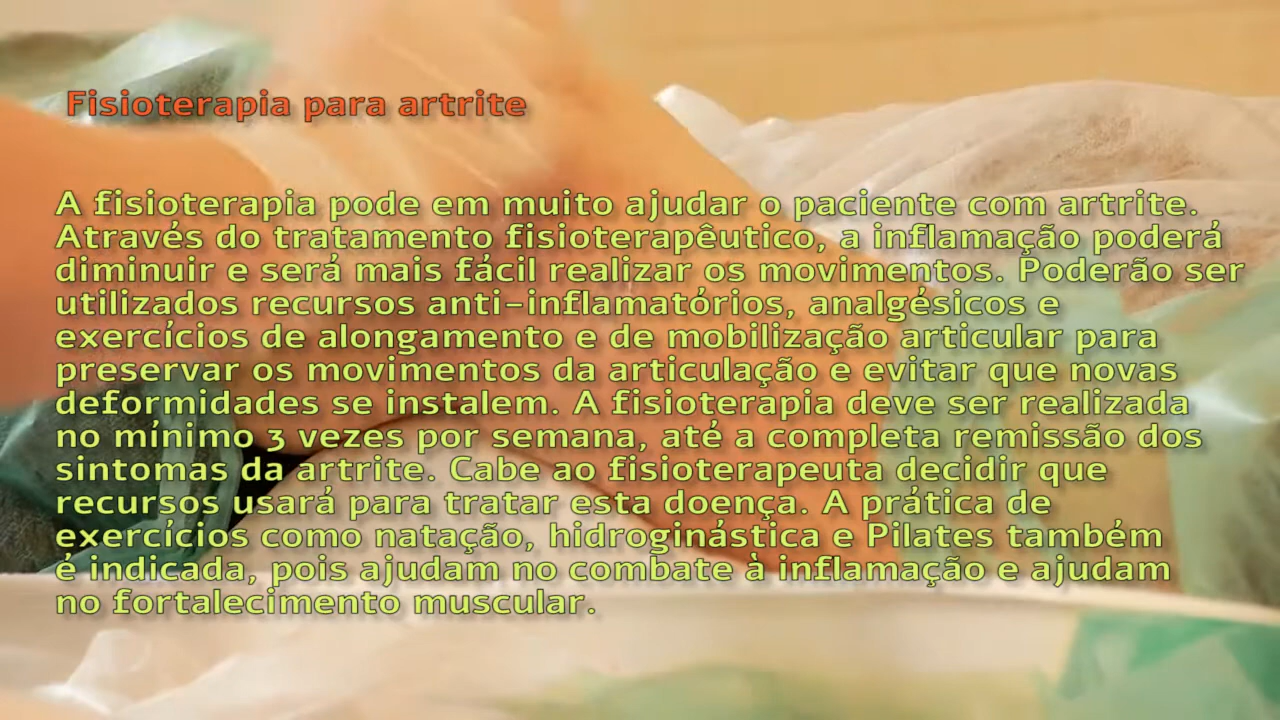 Fisioterapia para artrite
A fisioterapia pode em muito ajudar o paciente com artrite.
Através do tratamento fisioterapêutico, a inflamação poderá
diminuir e será mais fácil realizar os movimentos. Poderão ser
utilizados recursos anti-inflamatórios, analgésicos e
exercícios de alongamento e de mobilização articular para
preservar os movimentos da articulação e evitar que novas
deformidades se instalem. A fisioterapia deve ser realizada
no mínimo 3 vezes por semana, até a completa remissão dos
sintomas da artrite. Cabe ao fisioterapeuta decidir que
recursos usará para tratar esta doença. A prática de
exercícios como natação, hidroginástica e Pilates também
é indicada, pois ajudam no combate à inflamação e ajudam
no fortalecimento muscular.